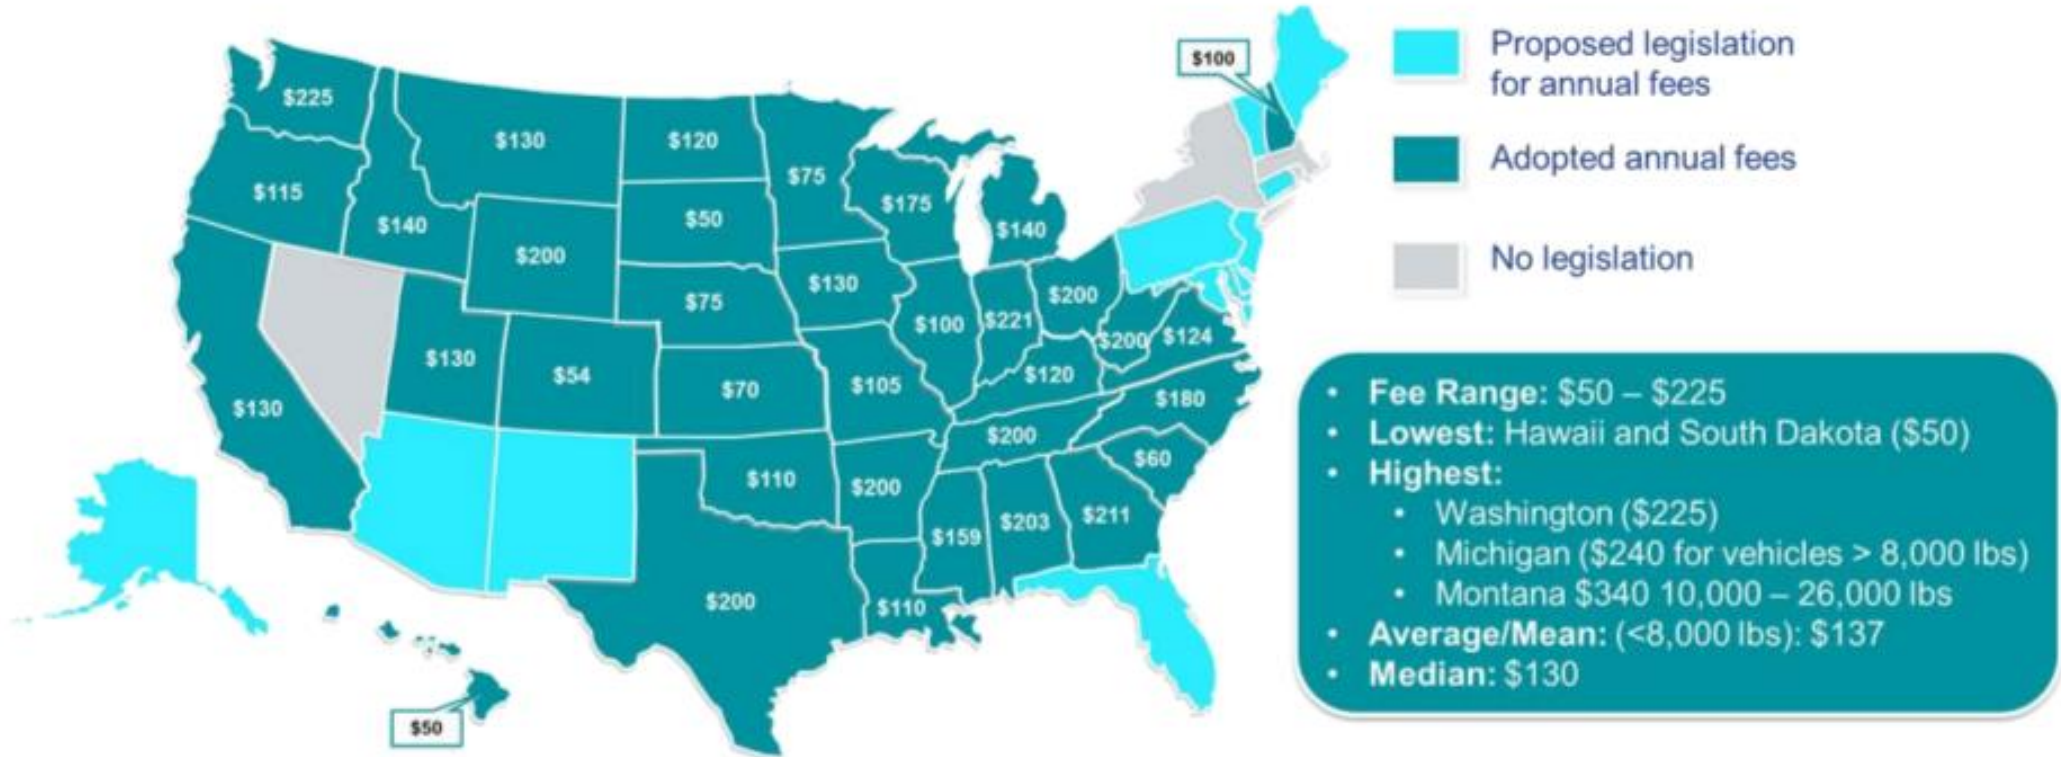 $100
Proposed legislation
for annual fees
Adopted annual fees
No legislation
$225
$130
$120
$75
$115
$140
$200
$50
$175
$140
$75
$130
$200
$100
$221
$200
$124
$130
$54
$70
$105
$120
$130
$180
$200
$60
$110
$200
$159
$203
$211
$200
$110
$50
• Fee Range: $50 – $225
• Lowest: Hawaii and South Dakota ($50)
• Highest:
• Washington ($225)
• Michigan ($240 for vehicles > 8,000 lbs)
• Montana $340 10,000 – 26,000 lbs
• Average/Mean: (<8,000 lbs): $137
• Median: $130